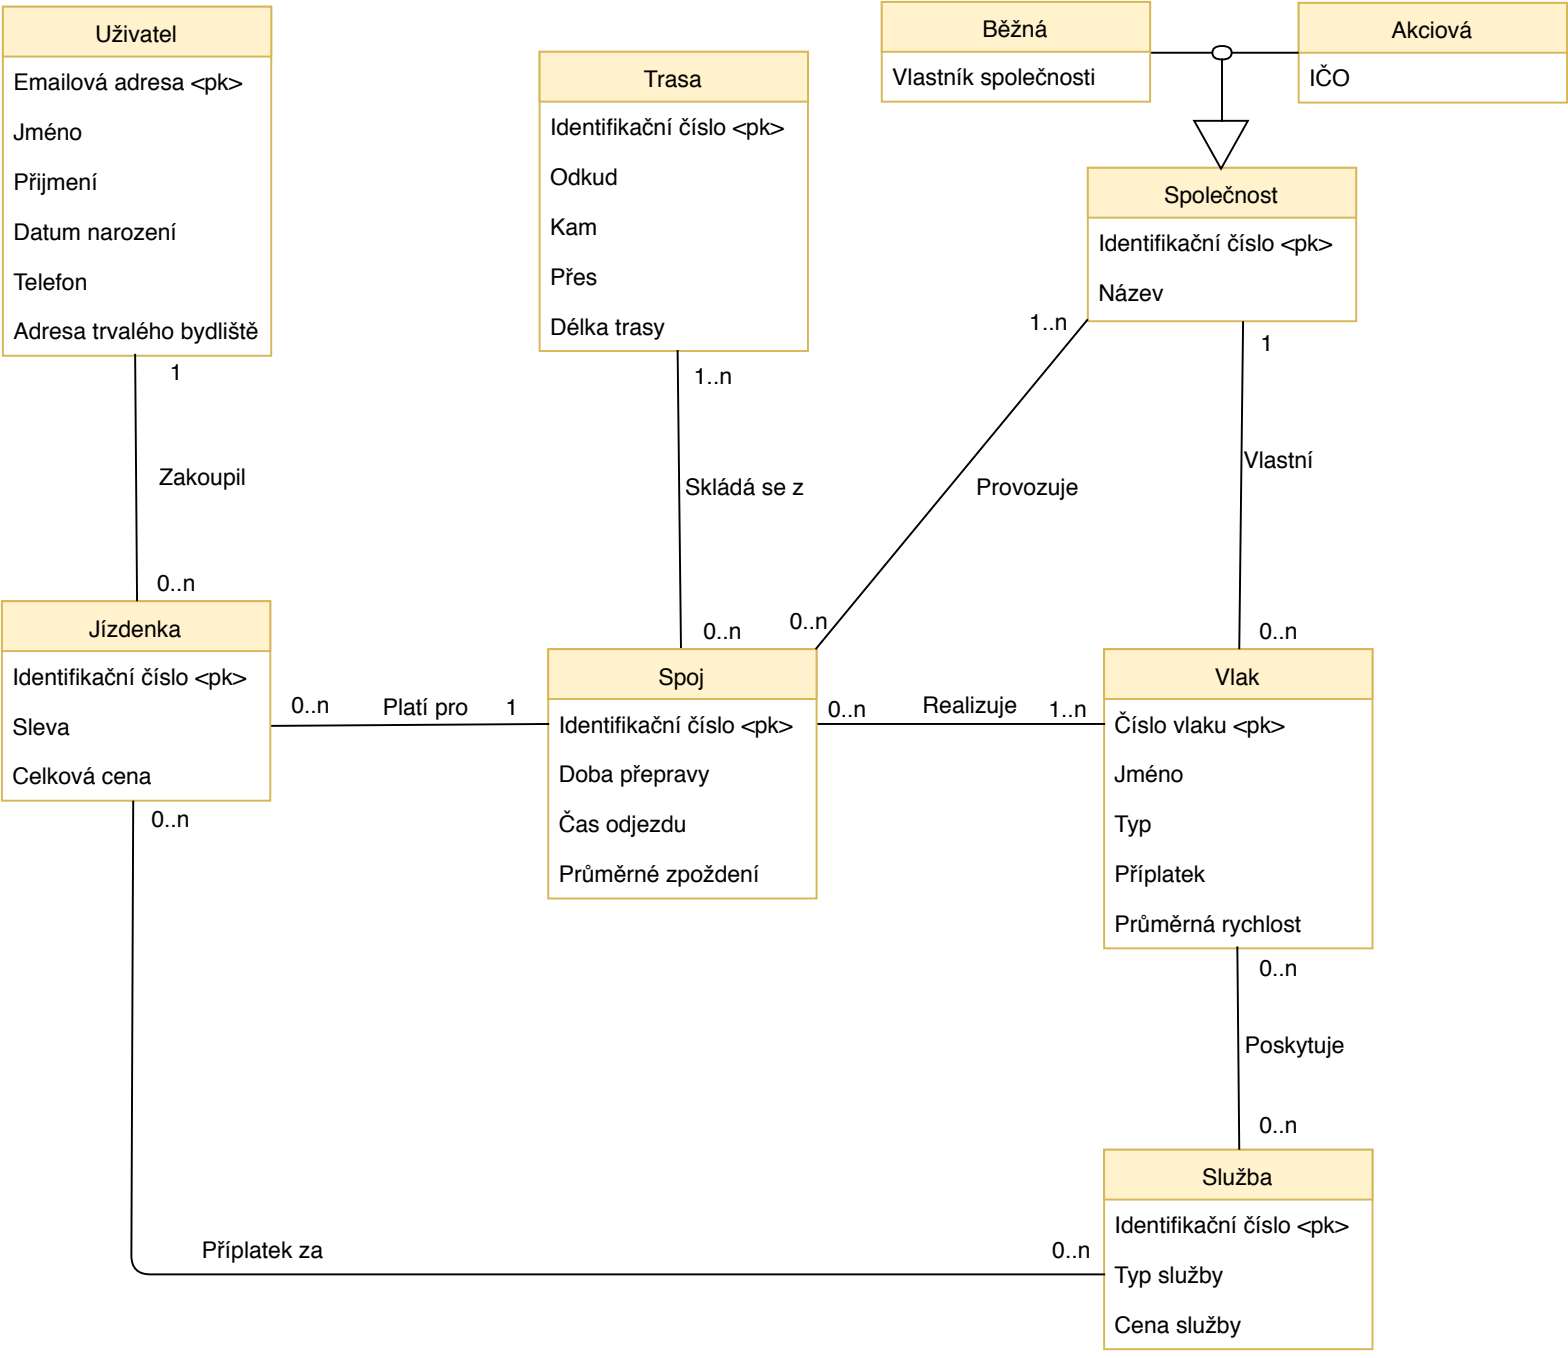 Uživatel
Emailová adresa <pk>
Jméno
Přijmení
Datum narození
Telefon
Adresa trvalého bydliště
Trasa
Identifikační číslo <pk>
Odkud
Kam
Přes
Délka trasy
Běžná
Vlastník společnosti
Akciová
IČO
Společnost
Identifikační číslo <pk>
Název
1
Zakoupil
0..n
1..n
Skládá se z
0..n
1..n
Provozuje
0..n
1
Vlastní
0..n
Jízdenka
Identifikační číslo <pk>
Sleva
Celková cena
0..n
Platí pro
1
Spoj
Identifikační číslo <pk>
Doba přepravy
Čas odjezdu
Průměrné zpoždení
0..n
Realizuje
1..n
Vlak
Číslo vlaku <pk>
Jméno
Typ
Příplatek
Průměrná rychlost
0..n
Poskytuje
0..n
0..n
Příplatek za
0..n
Služba
Identifikační číslo <pk>
Typ služby
Cena služby